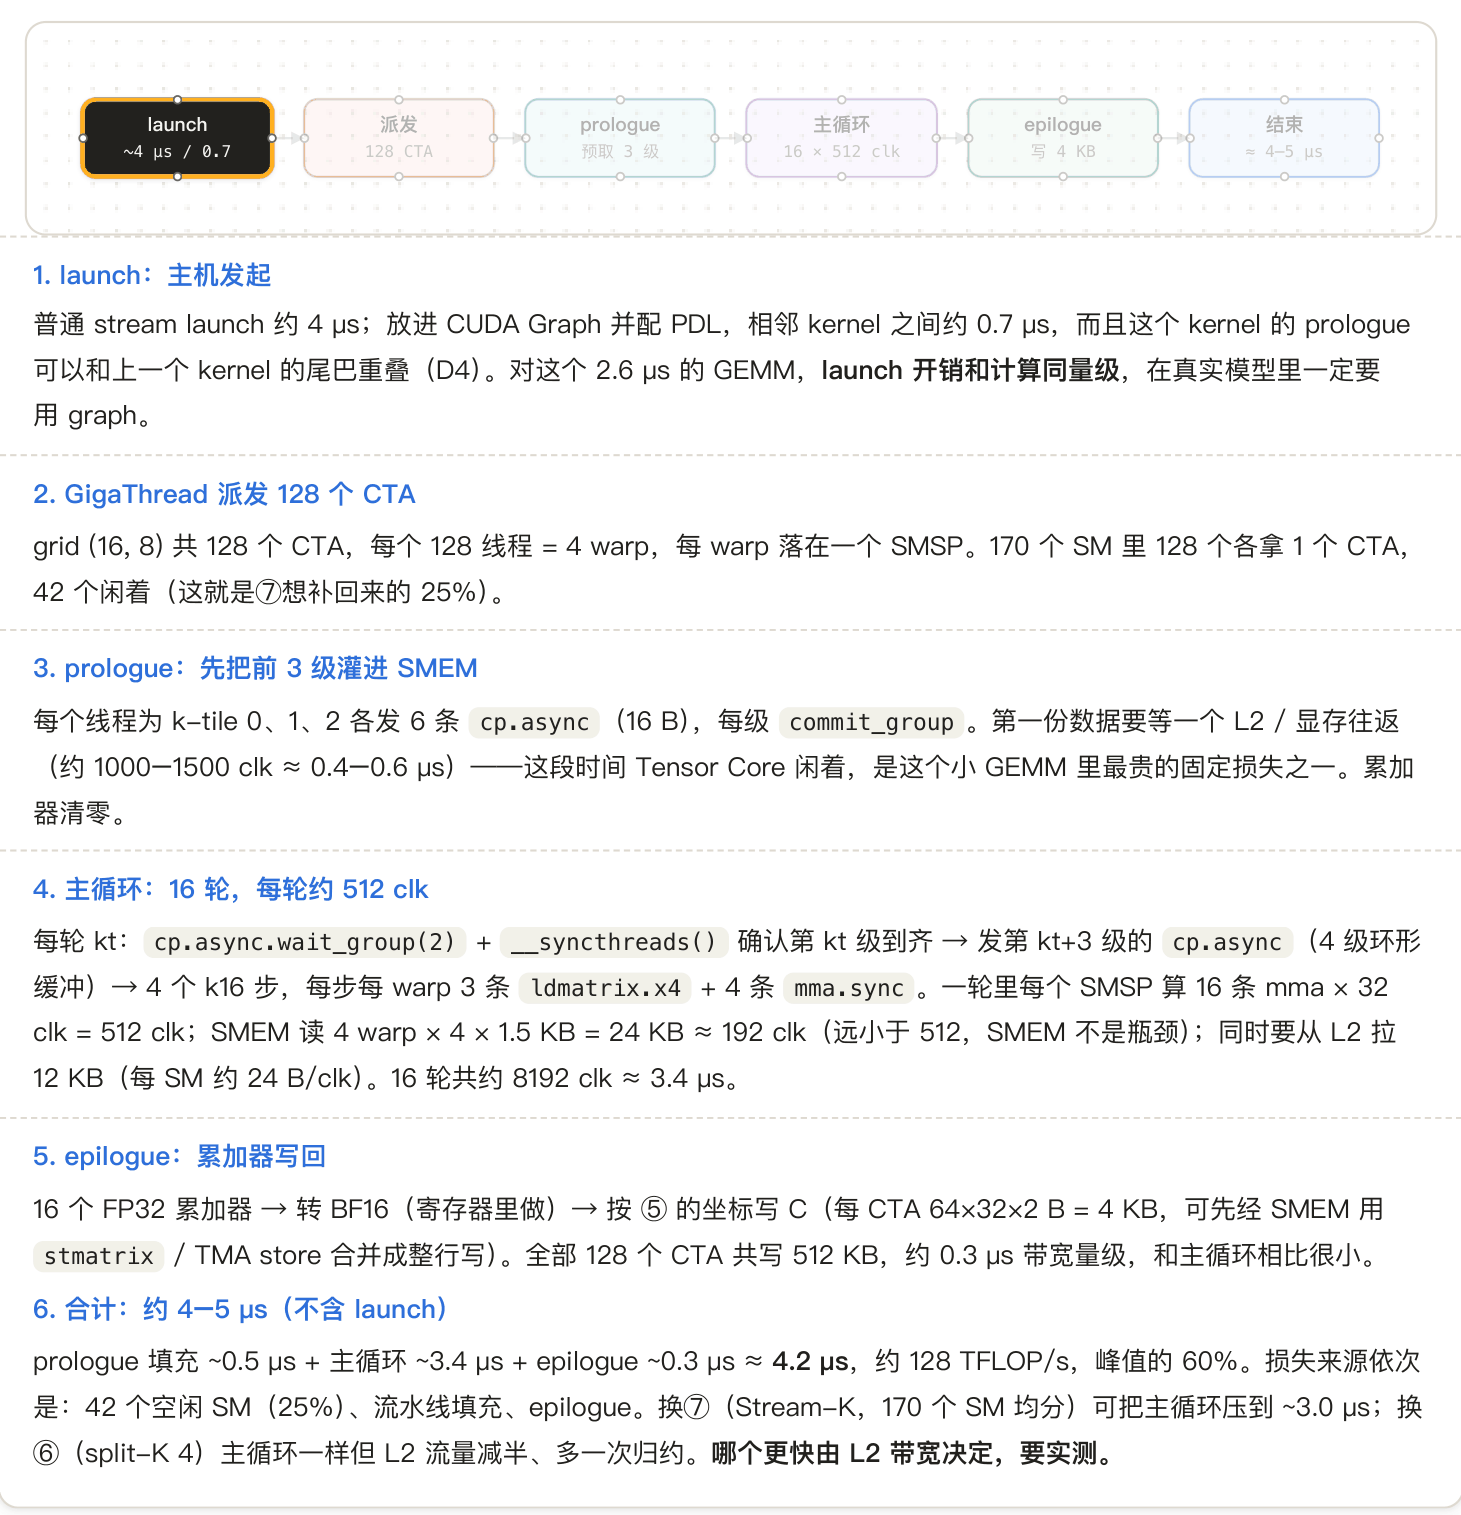 launch
~4 μs / 0.7
派发
128 CTA
prologue
预取 3 级
主循环
16 × 512 clk
epilogue
写 4 KB
结束
≈ 4–5 μs
1. launch：主机发起
普通 stream launch 约 4 μs；放进 CUDA Graph 并配 PDL，相邻 kernel 之间约 0.7 μs，而且这个 kernel 的 prologue
可以和上一个 kernel 的尾巴重叠（D4）。对这个 2.6 μs 的 GEMM，launch 开销和计算同量级，在真实模型里一定要
用 graph。
2. GigaThread 派发 128 个 CTA
grid (16, 8) 共 128 个 CTA，每个 128 线程 = 4 warp，每 warp 落在一个 SMSP。170 个 SM 里 128 个各拿 1 个 CTA，
42 个闲着（这就是⑦想补回来的 25%）。
3. prologue：先把前 3 级灌进 SMEM
每个线程为 k-tile 0、1、2 各发 6 条 cp.async（16 B），每级 commit_group。第一份数据要等一个 L2 / 显存往返
（约 1000–1500 clk ≈ 0.4–0.6 μs）——这段时间 Tensor Core 闲着，是这个小 GEMM 里最贵的固定损失之一。累加
器清零。
4. 主循环：16 轮，每轮约 512 clk
每轮 kt：cp.async.wait_group(2) + __syncthreads() 确认第 kt 级到齐 → 发第 kt+3 级的 cp.async（4 级环形
缓冲）→ 4 个 k16 步，每步每 warp 3 条 ldmatrix.x4 + 4 条 mma.sync。一轮里每个 SMSP 算 16 条 mma × 32
clk = 512 clk；SMEM 读 4 warp × 4 × 1.5 KB = 24 KB ≈ 192 clk（远小于 512，SMEM 不是瓶颈）；同时要从 L2 拉
12 KB（每 SM 约 24 B/clk）。16 轮共约 8192 clk ≈ 3.4 μs。
5. epilogue：累加器写回
16 个 FP32 累加器 → 转 BF16（寄存器里做）→ 按 ⑤ 的坐标写 C（每 CTA 64×32×2 B = 4 KB，可先经 SMEM 用
stmatrix / TMA store 合并成整行写）。全部 128 个 CTA 共写 512 KB，约 0.3 μs 带宽量级，和主循环相比很小。
6. 合计：约 4–5 μs（不含 launch）
prologue 填充 ~0.5 μs + 主循环 ~3.4 μs + epilogue ~0.3 μs ≈ 4.2 μs，约 128 TFLOP/s，峰值的 60%。损失来源依次
是：42 个空闲 SM（25%）、流水线填充、epilogue。换⑦（Stream-K，170 个 SM 均分）可把主循环压到 ~3.0 μs；换
⑥（split-K 4）主循环一样但 L2 流量减半、多一次归约。哪个更快由 L2 带宽决定，要实测。